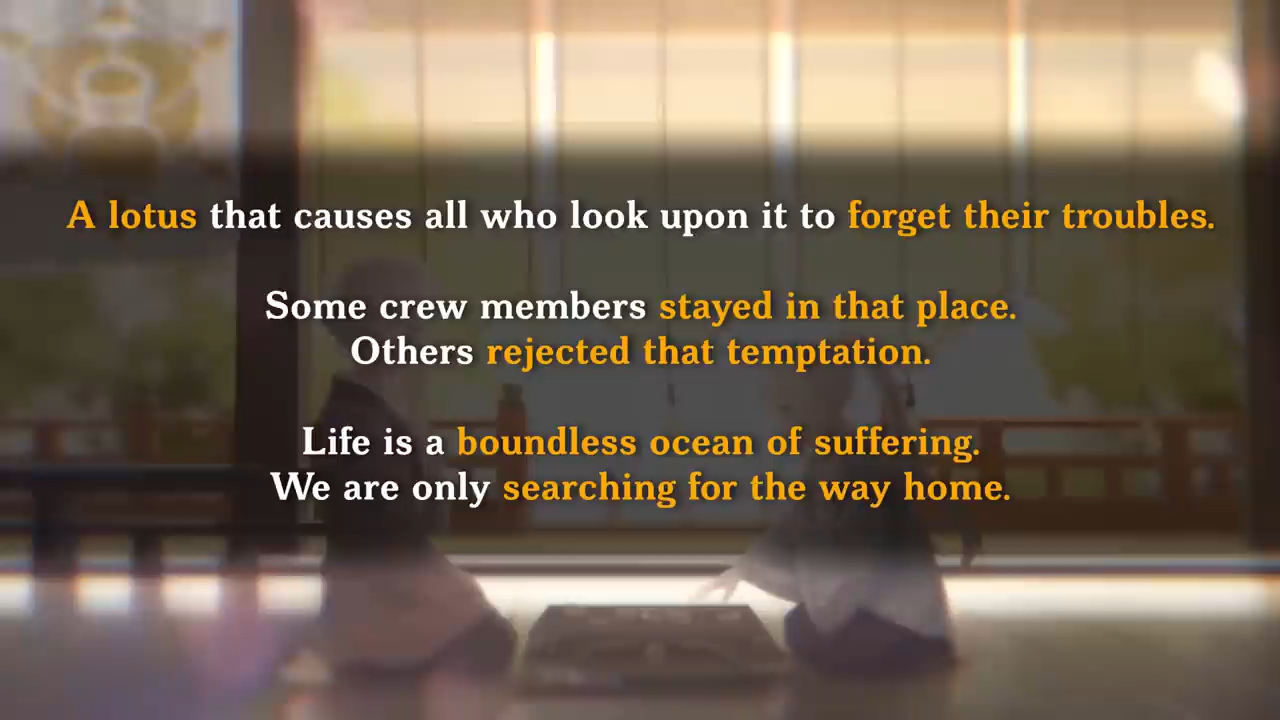 A lotus that causes all who look upon it to forget their troubles.
Some crew members stayed in that place.
Others rejected that temptation.
Life is a boundless ocean of suffering.
We are only searching for the way home.